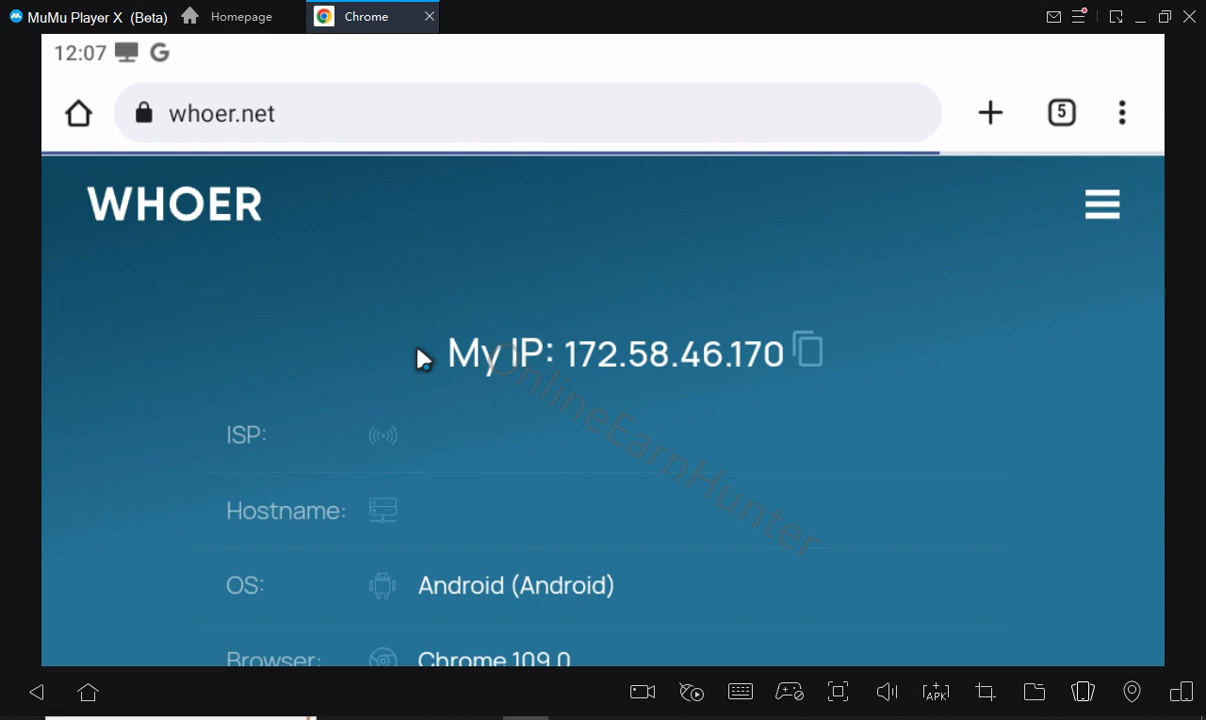 MuMu Player X (Beta) Homepage Chrome
12:07
whoer.net 5
WHOER
My IP: 172.58.46.170
OnlineEarnHunter
ISP:
Hostname:
OS: Android (Android)
Browser: Chrome 109.0
APK